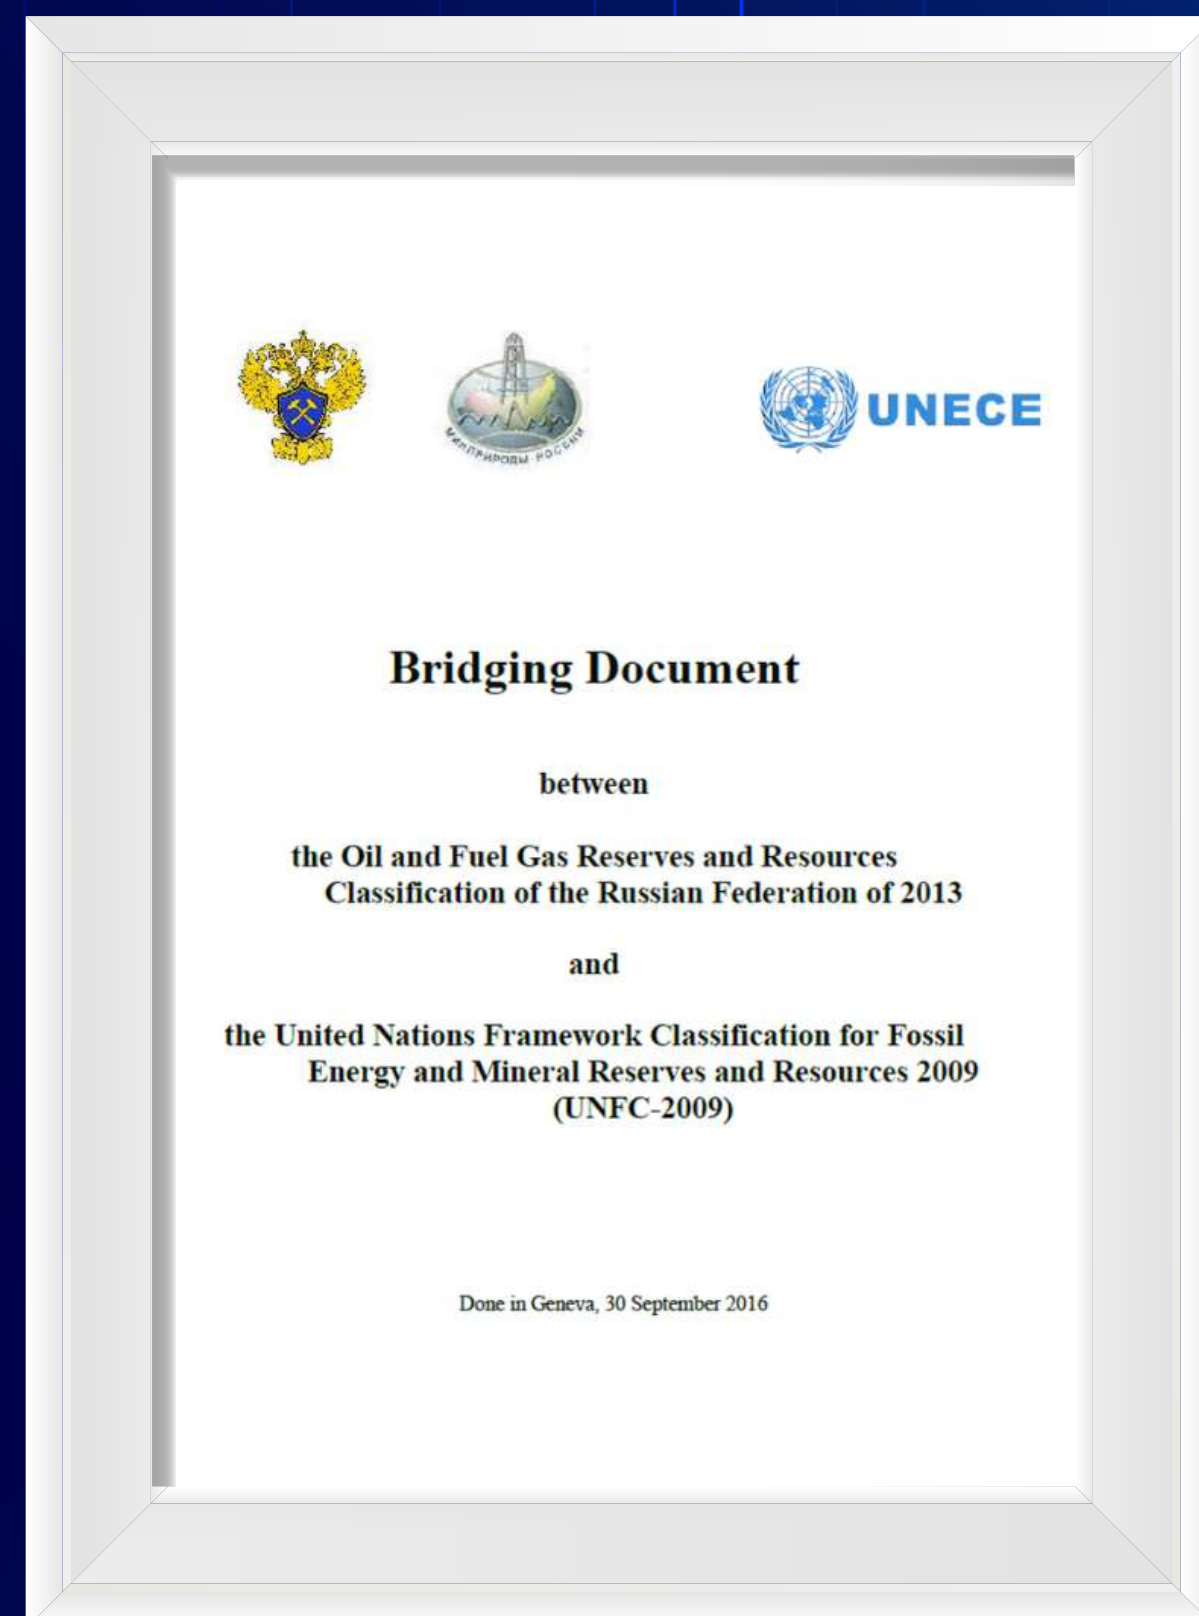 МИНПРИРОДЫ РОССИИ
UNECE
Bridging Document
between
the Oil and Fuel Gas Reserves and Resources
Classification of the Russian Federation of 2013
and
the United Nations Framework Classification for Fossil
Energy and Mineral Reserves and Resources 2009
(UNFC-2009)
Done in Geneva, 30 September 2016